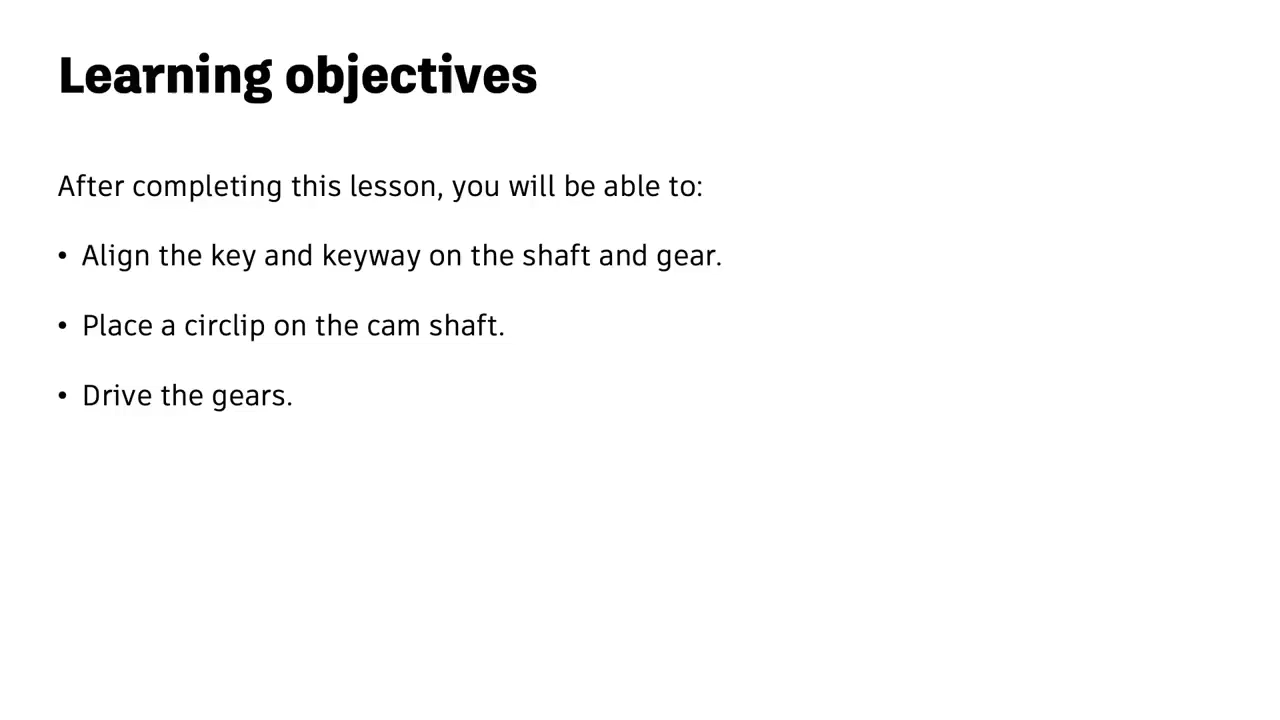 Learning objectives
After completing this lesson, you will be able to:
• Align the key and keyway on the shaft and gear.
• Place a circlip on the cam shaft.
• Drive the gears.